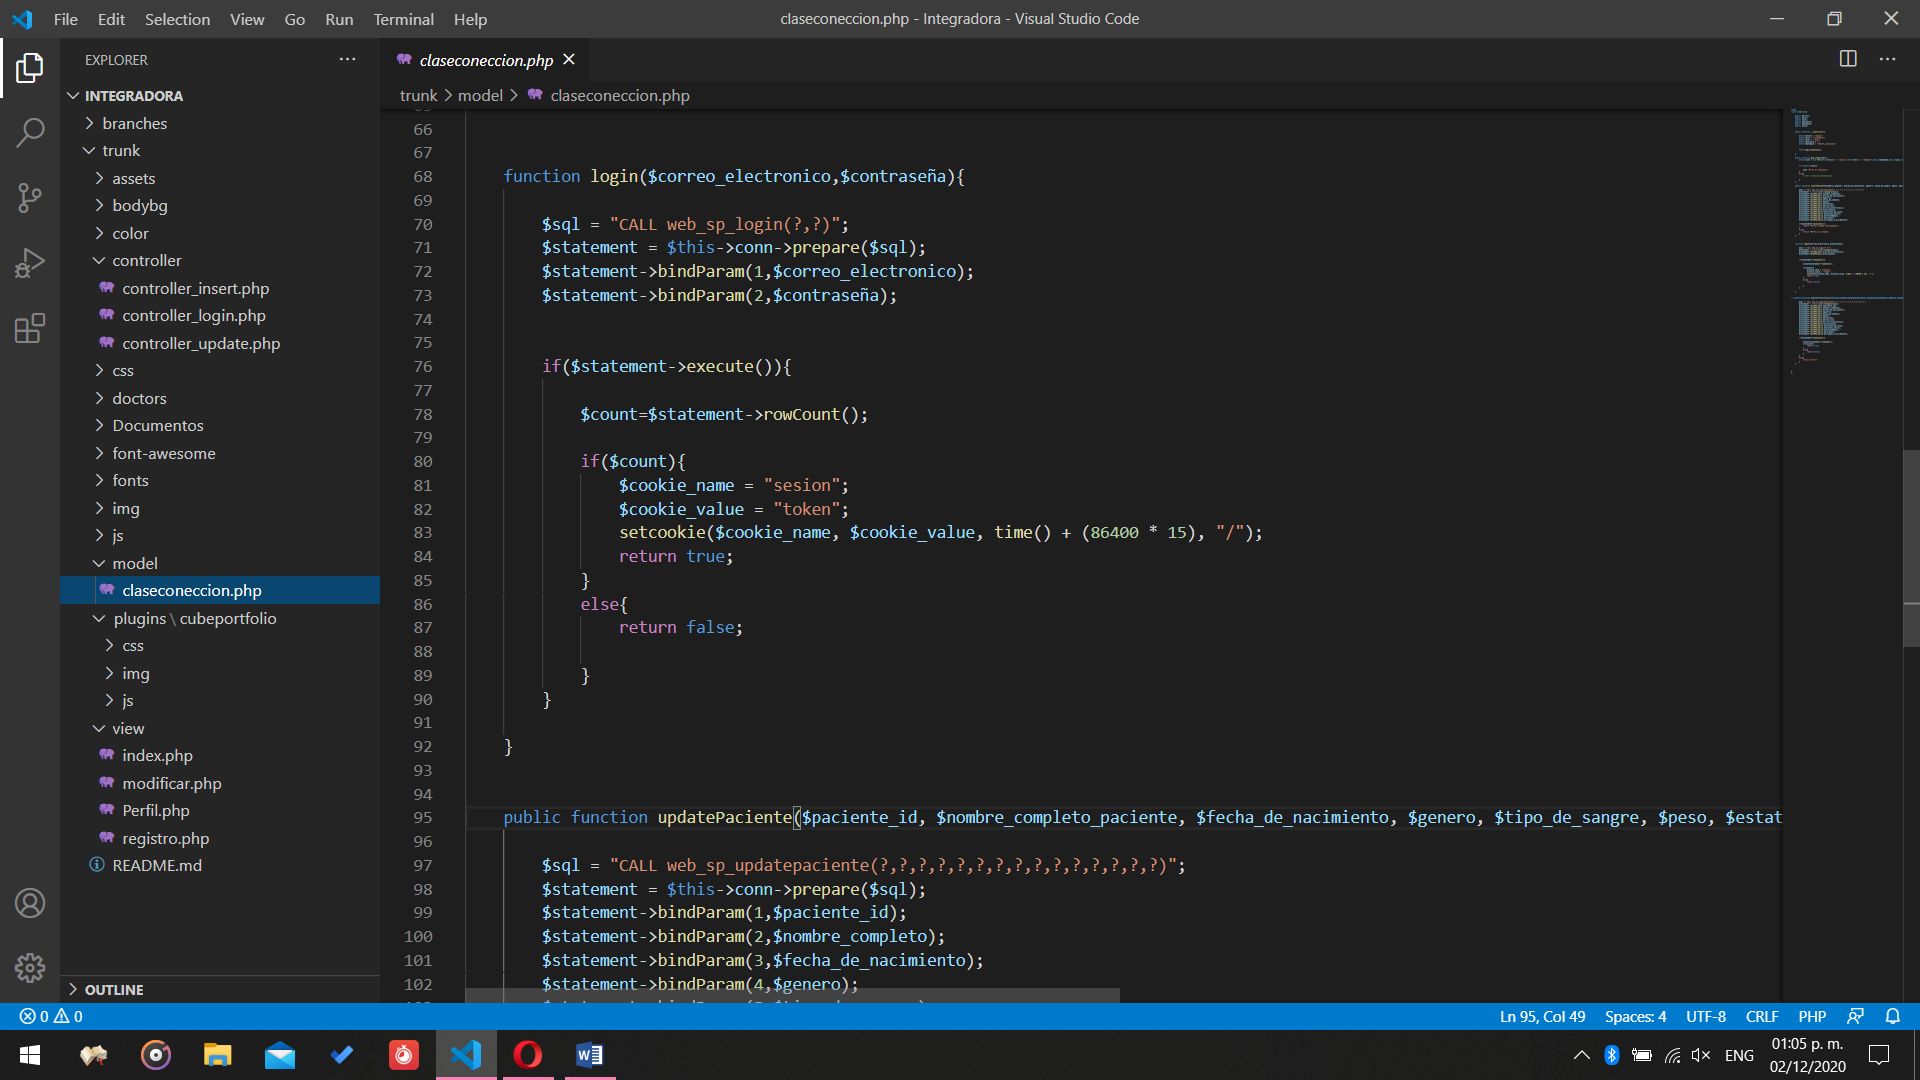 File Edit Selection View Go Run Terminal Help
claseconeccion.php - Integradora - Visual Studio Code
EXPLORER
INTEGRADORA
branches
trunk
assets
bodybg
color
controller
controller_insert.php
controller_login.php
controller_update.php
css
doctors
Documentos
font-awesome
fonts
img
js
model
claseconeccion.php
plugins \ cubeportfolio
css
img
js
view
index.php
modificar.php
Perfil.php
registro.php
README.md
OUTLINE
claseconeccion.php
trunk > model > claseconeccion.php
66
67
68 function login($correo_electronico,$contraseña){
69
70 $sql = "CALL web_sp_login(?,?)";
71 $statement = $this->conn->prepare($sql);
72 $statement->bindParam(1,$correo_electronico);
73 $statement->bindParam(2,$contraseña);
74
75
76 if($statement->execute()){
77
78 $count=$statement->rowCount();
79
80 if($count){
81 $cookie_name = "sesion";
82 $cookie_value = "token";
83 setcookie($cookie_name, $cookie_value, time() + (86400 * 15), "/");
84 return true;
85 }
86 else{
87 return false;
88
89 }
90 }
91
92 }
93
94
95 public function updatePaciente($paciente_id, $nombre_completo_paciente, $fecha_de_nacimiento, $genero, $tipo_de_sangre, $peso, $estat
96
97 $sql = "CALL web_sp_updatepaciente(?,?,?,?,?,?,?,?,?,?,?,?,?,?,?)";
98 $statement = $this->conn->prepare($sql);
99 $statement->bindParam(1,$paciente_id);
100 $statement->bindParam(2,$nombre_completo);
101 $statement->bindParam(3,$fecha_de_nacimiento);
102 $statement->bindParam(4,$genero);
0 0
Ln 95, Col 49 Spaces: 4 UTF-8 CRLF PHP
ENG
01:05 p. m.
02/12/2020